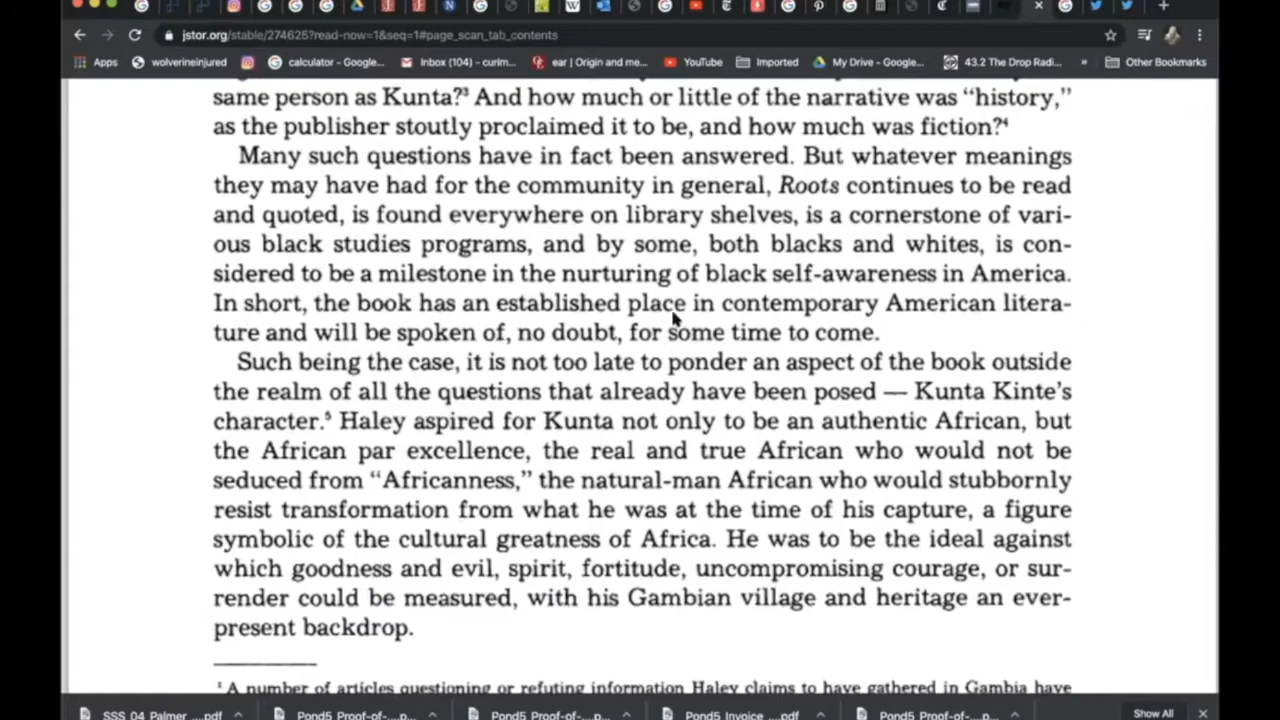 jstor.org/stable/274625?read-now=1&seq=1#page_scan_tab_contents
Apps wolverineinjured calculator - Google... Inbox (104) - curim... ear | Origin and me... YouTube Imported My Drive - Google... 43.2 The Drop Radi... » Other Bookmarks
same person as Kunta?³ And how much or little of the narrative was “history,”
as the publisher stoutly proclaimed it to be, and how much was fiction?⁴
Many such questions have in fact been answered. But whatever meanings
they may have had for the community in general, Roots continues to be read
and quoted, is found everywhere on library shelves, is a cornerstone of vari-
ous black studies programs, and by some, both blacks and whites, is con-
sidered to be a milestone in the nurturing of black self-awareness in America.
In short, the book has an established place in contemporary American litera-
ture and will be spoken of, no doubt, for some time to come.
Such being the case, it is not too late to ponder an aspect of the book outside
the realm of all the questions that already have been posed — Kunta Kinte’s
character.⁵ Haley aspired for Kunta not only to be an authentic African, but
the African par excellence, the real and true African who would not be
seduced from “Africanness,” the natural-man African who would stubbornly
resist transformation from what he was at the time of his capture, a figure
symbolic of the cultural greatness of Africa. He was to be the ideal against
which goodness and evil, spirit, fortitude, uncompromising courage, or sur-
render could be measured, with his Gambian village and heritage an ever-
present backdrop.
¹A number of articles questioning or refuting information Haley claims to have gathered in Gambia have
SSS_04_Palmer_....pdf Pond5_Proof-of-....p... Pond5_Proof-of-....p... Pond5_Invoice_....pdf Pond5_Proof-of-....p... Show All